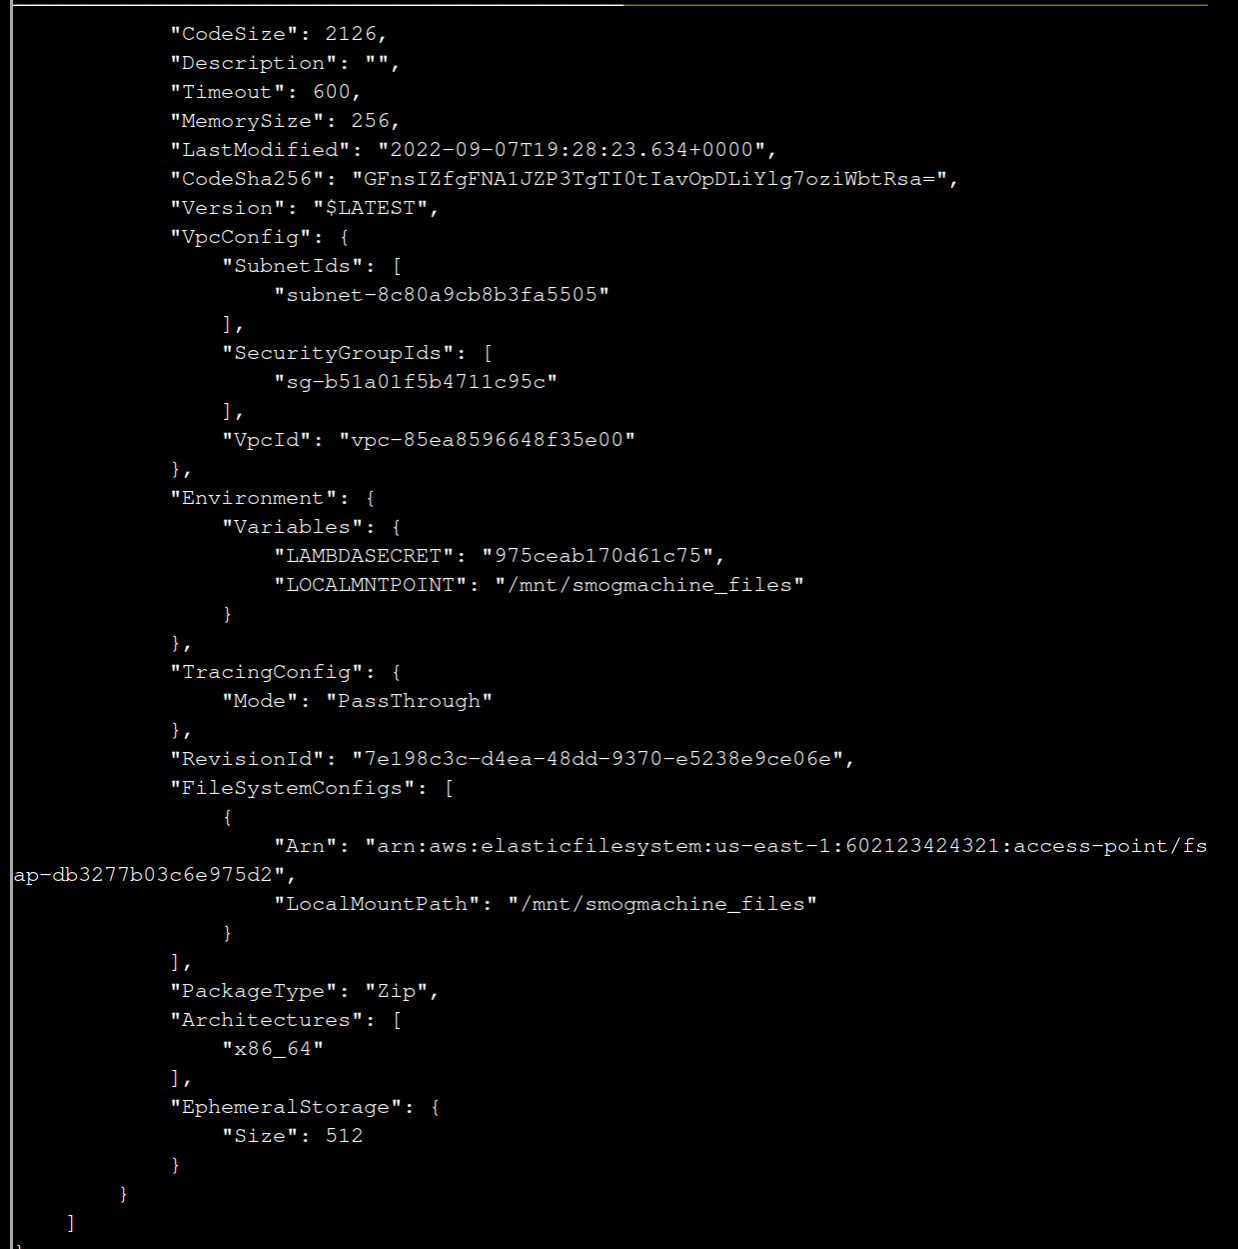 "CodeSize": 2126,
"Description": "",
"Timeout": 600,
"MemorySize": 256,
"LastModified": "2022-09-07T19:28:23.634+0000",
"CodeSha256": "GFnsIZfgFNA1JZP3TgTI0tIavOpDLiYlg7oziWbtRsa=",
"Version": "$LATEST",
"VpcConfig": {
"SubnetIds": [
"subnet-8c80a9cb8b3fa5505"
],
"SecurityGroupIds": [
"sg-b51a01f5b4711c95c"
],
"VpcId": "vpc-85ea8596648f35e00"
},
"Environment": {
"Variables": {
"LAMBDASECRET": "975ceab170d61c75",
"LOCALMNTPOINT": "/mnt/smogmachine_files"
}
},
"TracingConfig": {
"Mode": "PassThrough"
},
"RevisionId": "7e198c3c-d4ea-48dd-9370-e5238e9ce06e",
"FileSystemConfigs": [
{
"Arn": "arn:aws:elasticfilesystem:us-east-1:602123424321:access-point/fs
ap-db3277b03c6e975d2",
"LocalMountPath": "/mnt/smogmachine_files"
}
],
"PackageType": "Zip",
"Architectures": [
"x86_64"
],
"EphemeralStorage": {
"Size": 512
}
}
]
}